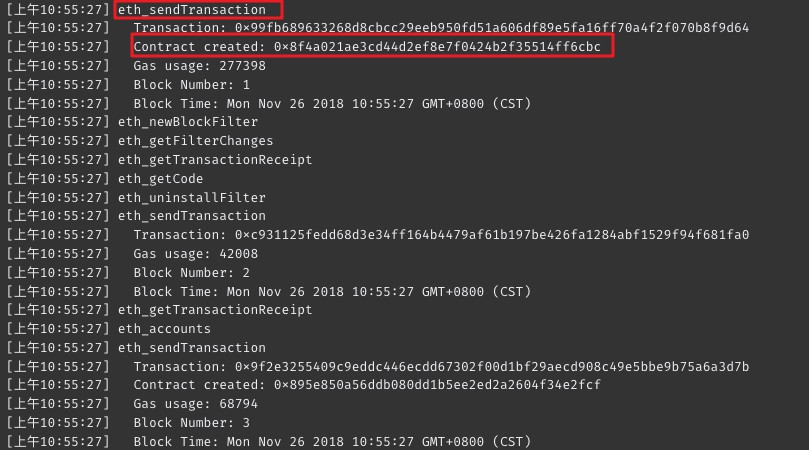 [上午10:55:27] eth_sendTransaction
[上午10:55:27] Transaction: 0×99fb689633268d8cbcc29eeb950fd51a606df89e5fa16ff70a4f2f070b8f9d64
[上午10:55:27] Contract created: 0×8f4a021ae3cd44d2ef8e7f0424b2f35514ff6cbc
[上午10:55:27] Gas usage: 277398
[上午10:55:27] Block Number: 1
[上午10:55:27] Block Time: Mon Nov 26 2018 10:55:27 GMT+0800 (CST)
[上午10:55:27] eth_newBlockFilter
[上午10:55:27] eth_getFilterChanges
[上午10:55:27] eth_getTransactionReceipt
[上午10:55:27] eth_getCode
[上午10:55:27] eth_uninstallFilter
[上午10:55:27] eth_sendTransaction
[上午10:55:27] Transaction: 0×c931125fedd68d3e34ff164b4479af61b197be426fa1284abf1529f94f681fa0
[上午10:55:27] Gas usage: 42008
[上午10:55:27] Block Number: 2
[上午10:55:27] Block Time: Mon Nov 26 2018 10:55:27 GMT+0800 (CST)
[上午10:55:27] eth_getTransactionReceipt
[上午10:55:27] eth_accounts
[上午10:55:27] eth_sendTransaction
[上午10:55:27] Transaction: 0×9f2e3255409c9eddc446ecdd67302f00d1bf29aecd908c49e5bbe9b75a6a3d7b
[上午10:55:27] Contract created: 0×895e850a56ddb080dd1b5ee2ed2a2604f34e2fcf
[上午10:55:27] Gas usage: 68794
[上午10:55:27] Block Number: 3
[上午10:55:27] Block Time: Mon Nov 26 2018 10:55:27 GMT+0800 (CST)